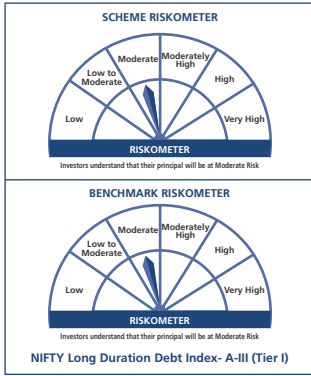 SCHEME RISKOMETER
Low
Low to
Moderate
Moderate
Moderately
High
High
Very High
RISKOMETER
Investors understand that their principal will be at Moderate Risk
BENCHMARK RISKOMETER
Low
Low to
Moderate
Moderate
Moderately
High
High
Very High
RISKOMETER
Investors understand that their principal will be at Moderate Risk
NIFTY Long Duration Debt Index- A-III (Tier I)